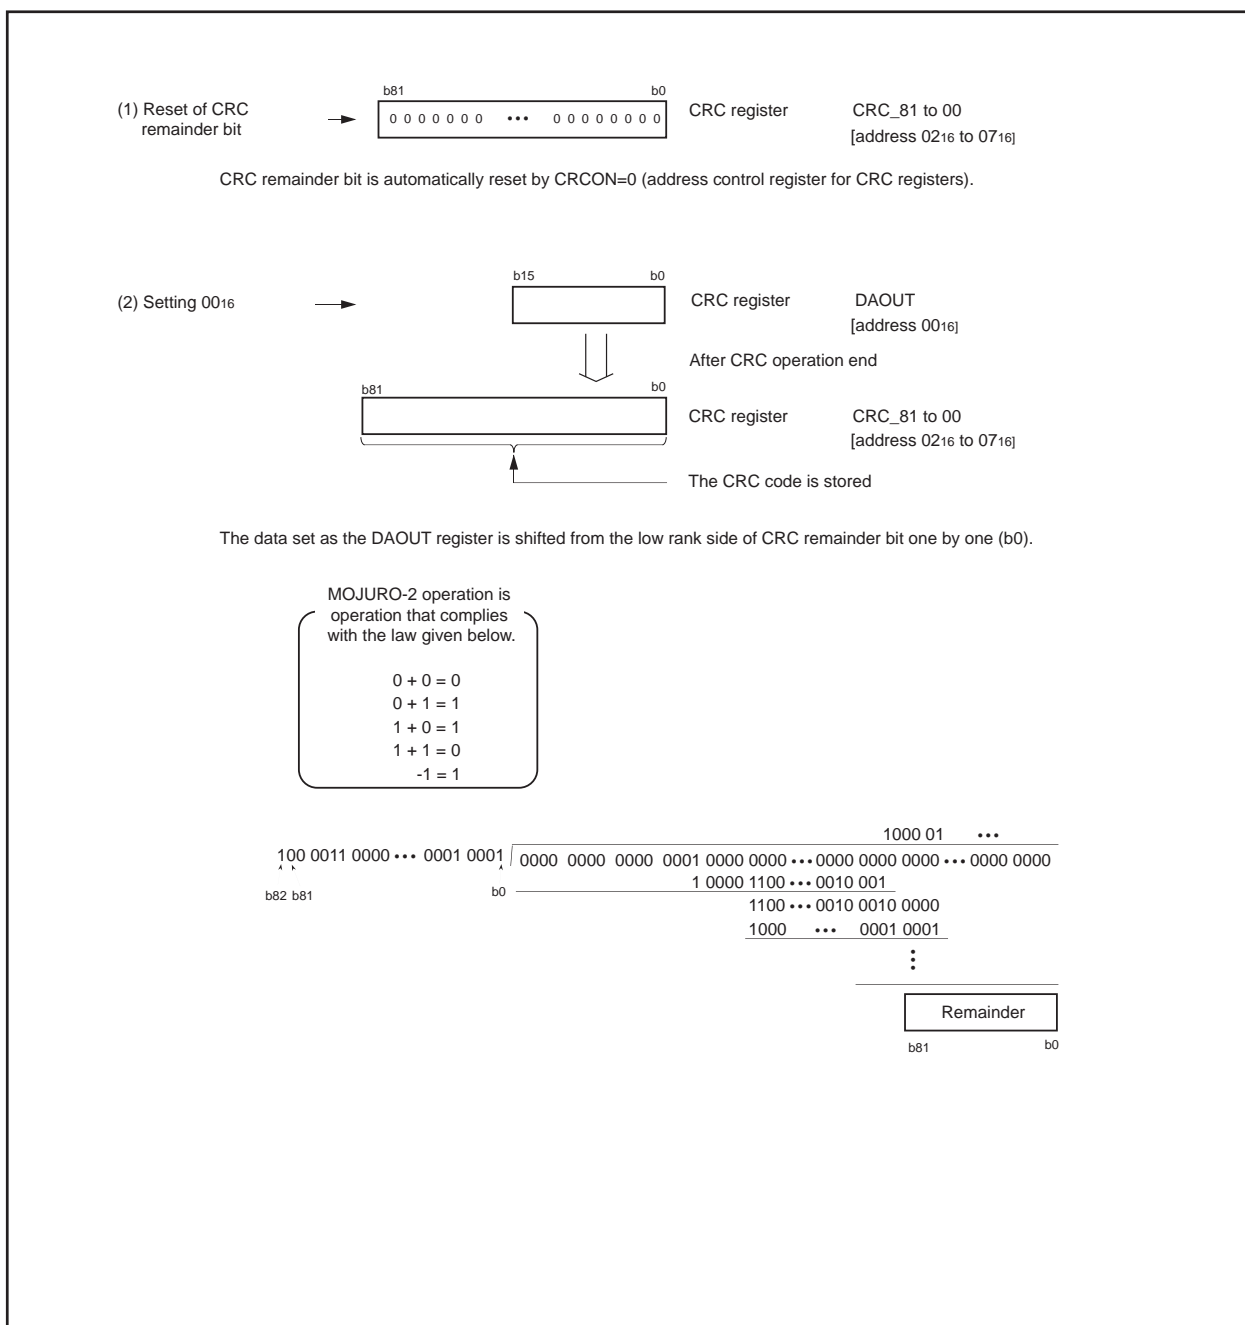 b81 b0
(1) Reset of CRC
remainder bit
0 0 0 0 0 0 0 ••• 0 0 0 0 0 0 0 0
CRC register CRC_81 to 00
[address 0216 to 0716]
CRC remainder bit is automatically reset by CRCON=0 (address control register for CRC registers).
b15 b0
(2) Setting 0016
CRC register DAOUT
[address 0016]
After CRC operation end
b81 b0
CRC register CRC_81 to 00
[address 0216 to 0716]
The CRC code is stored
The data set as the DAOUT register is shifted from the low rank side of CRC remainder bit one by one (b0).
MOJURO-2 operation is
operation that complies
with the law given below.
0 + 0 = 0
0 + 1 = 1
1 + 0 = 1
1 + 1 = 0
-1 = 1
1000 01 •••
100 0011 0000 ••• 0001 0001 0000 0000 0000 0001 0000 0000 ••• 0000 0000 0000 ••• 0000 0000
b82 b81 b0
1 0000 1100 ••• 0010 001
1100 ••• 0010 0010 0000
1000 ••• 0001 0001
Remainder
b81 b0